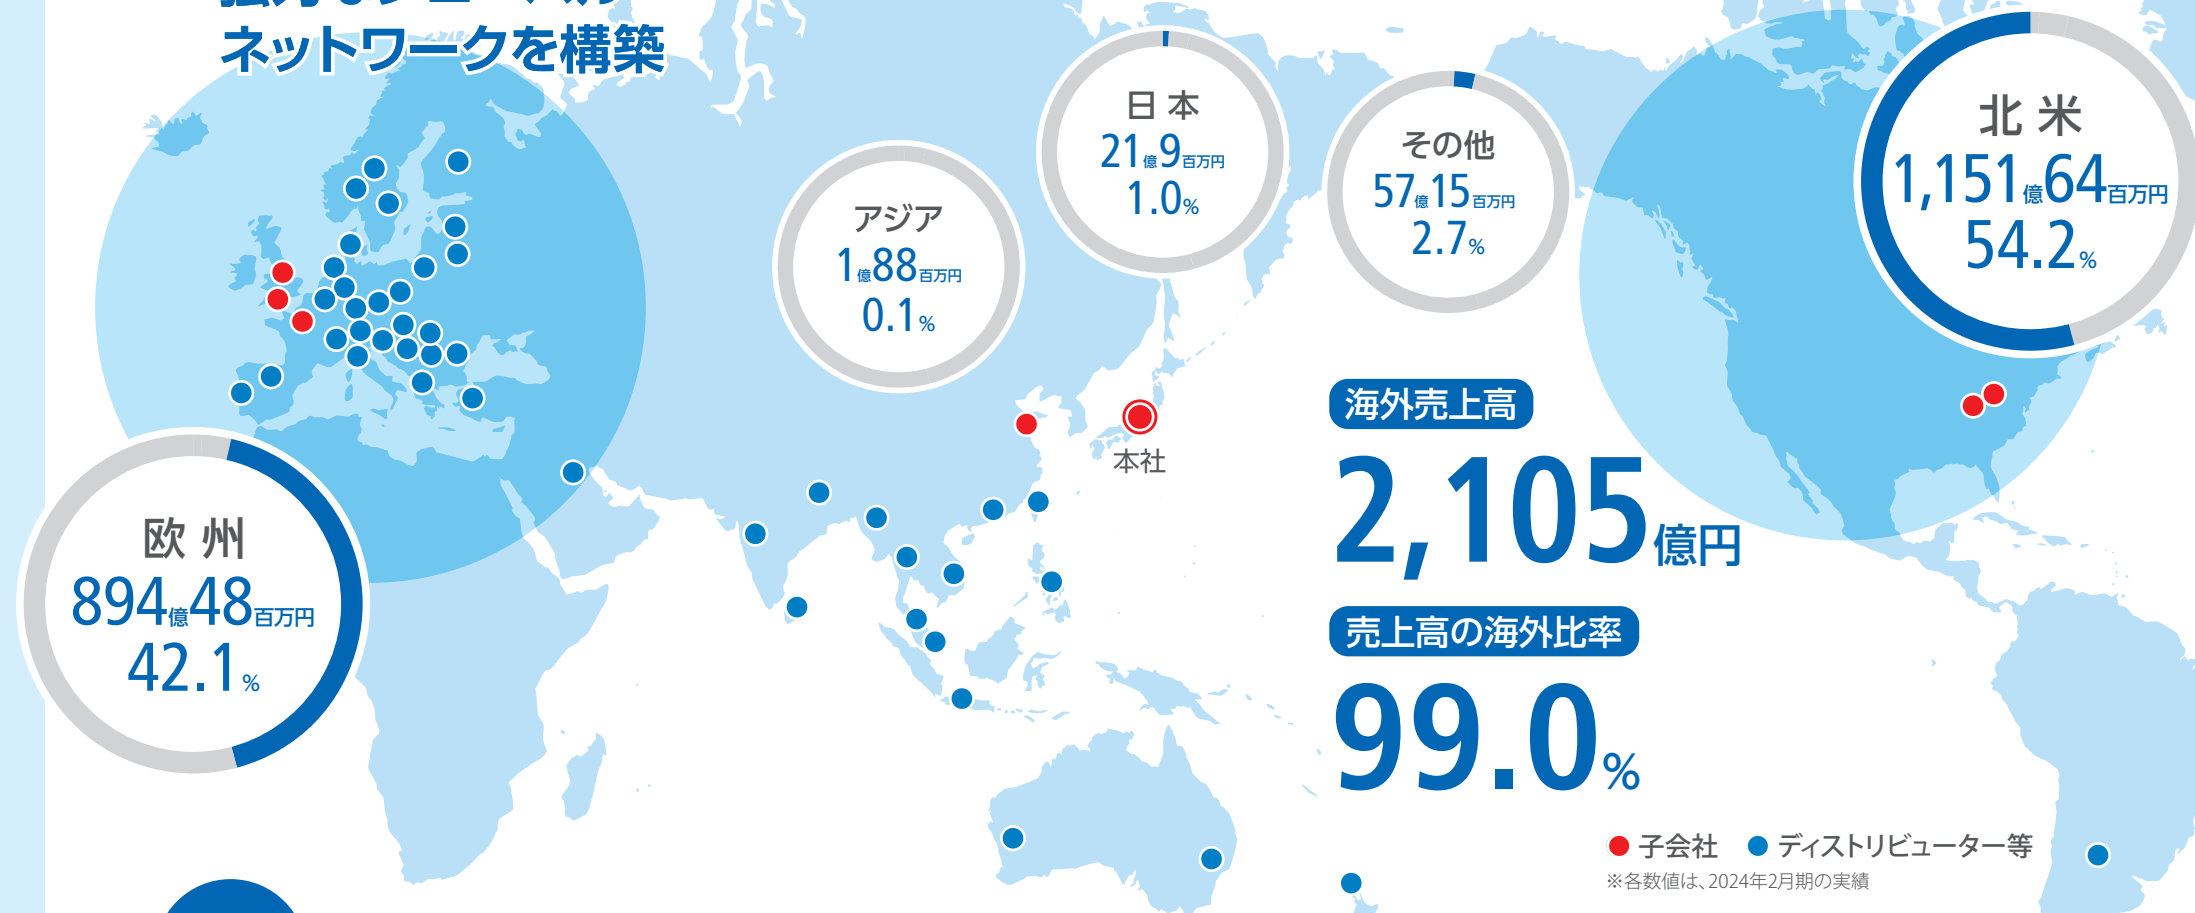 ネットワークを構築
日本
21億9百万円
1.0%
その他
57億15百万円
2.7%
北米
1,151億64百万円
54.2%
アジア
1億88百万円
0.1%
海外売上高
2,105億円
本社
欧州
894億48百万円
42.1%
売上高の海外比率
99.0%
子会社 ディストリビューター等
※各数値は、2024年2月期の実績